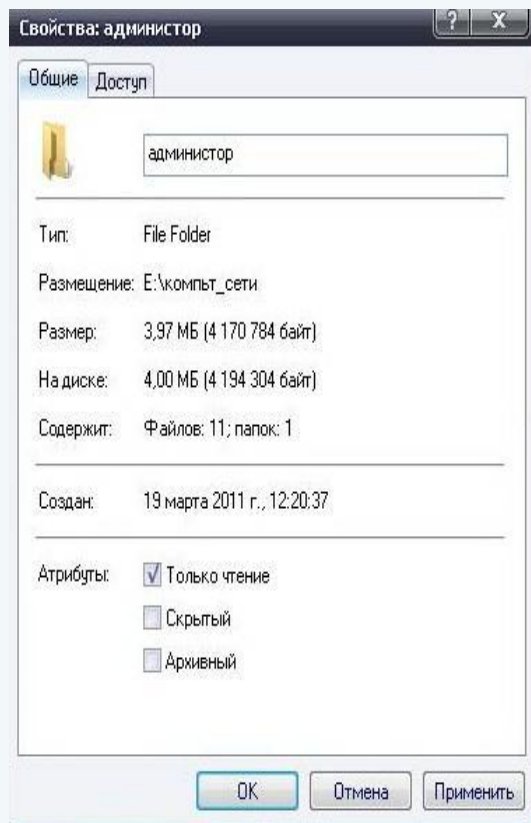 Свойства: администор
? X
Общие Доступ
администор
Тип: File Folder
Размещение: E:\компьт_сети
Размер: 3,97 МБ (4 170 784 байт)
На диске: 4,00 МБ (4 194 304 байт)
Содержит: Файлов: 11; папок: 1
Создан: 19 марта 2011 г., 12:20:37
Атрибуты: Только чтение
Скрытый
Архивный
OK Отмена Применить